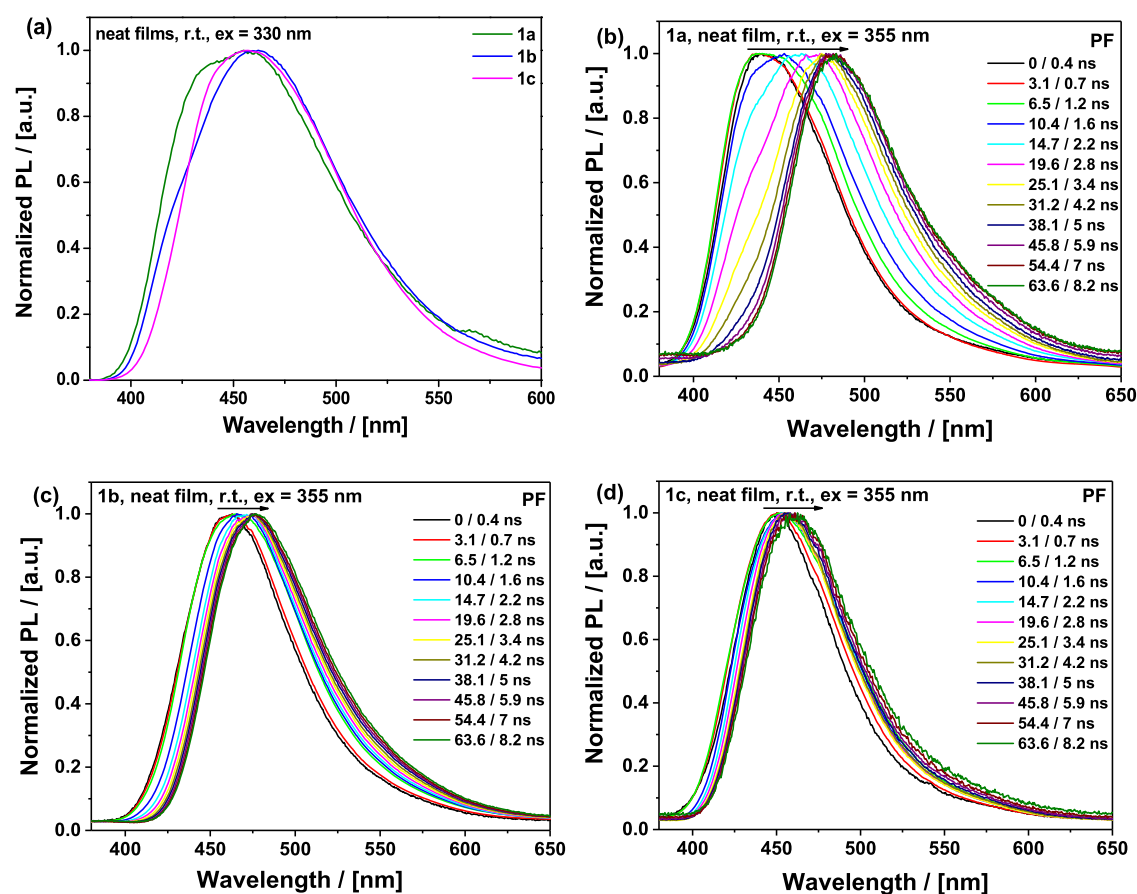 (a)
neat films, r.t., ex = 330 nm
1a
1b
1c
Normalized PL / [a.u.]
1.0
0.8
0.6
0.4
0.2
0.0
400 450 500 550 600
Wavelength / [nm]
(b)
1a, neat film, r.t., ex = 355 nm
PF
0 / 0.4 ns
3.1 / 0.7 ns
6.5 / 1.2 ns
10.4 / 1.6 ns
14.7 / 2.2 ns
19.6 / 2.8 ns
25.1 / 3.4 ns
31.2 / 4.2 ns
38.1 / 5 ns
45.8 / 5.9 ns
54.4 / 7 ns
63.6 / 8.2 ns
Normalized PL / [a.u.]
1.0
0.8
0.6
0.4
0.2
0.0
400 450 500 550 600 650
Wavelength / [nm]
(c)
1b, neat film, r.t., ex = 355 nm
PF
0 / 0.4 ns
3.1 / 0.7 ns
6.5 / 1.2 ns
10.4 / 1.6 ns
14.7 / 2.2 ns
19.6 / 2.8 ns
25.1 / 3.4 ns
31.2 / 4.2 ns
38.1 / 5 ns
45.8 / 5.9 ns
54.4 / 7 ns
63.6 / 8.2 ns
Normalized PL / [a.u.]
1.0
0.8
0.6
0.4
0.2
0.0
400 450 500 550 600 650
Wavelength / [nm]
(d)
1c, neat film, r.t., ex = 355 nm
PF
0 / 0.4 ns
3.1 / 0.7 ns
6.5 / 1.2 ns
10.4 / 1.6 ns
14.7 / 2.2 ns
19.6 / 2.8 ns
25.1 / 3.4 ns
31.2 / 4.2 ns
38.1 / 5 ns
45.8 / 5.9 ns
54.4 / 7 ns
63.6 / 8.2 ns
Normalized PL / [a.u.]
1.0
0.8
0.6
0.4
0.2
0.0
400 450 500 550 600 650
Wavelength / [nm]